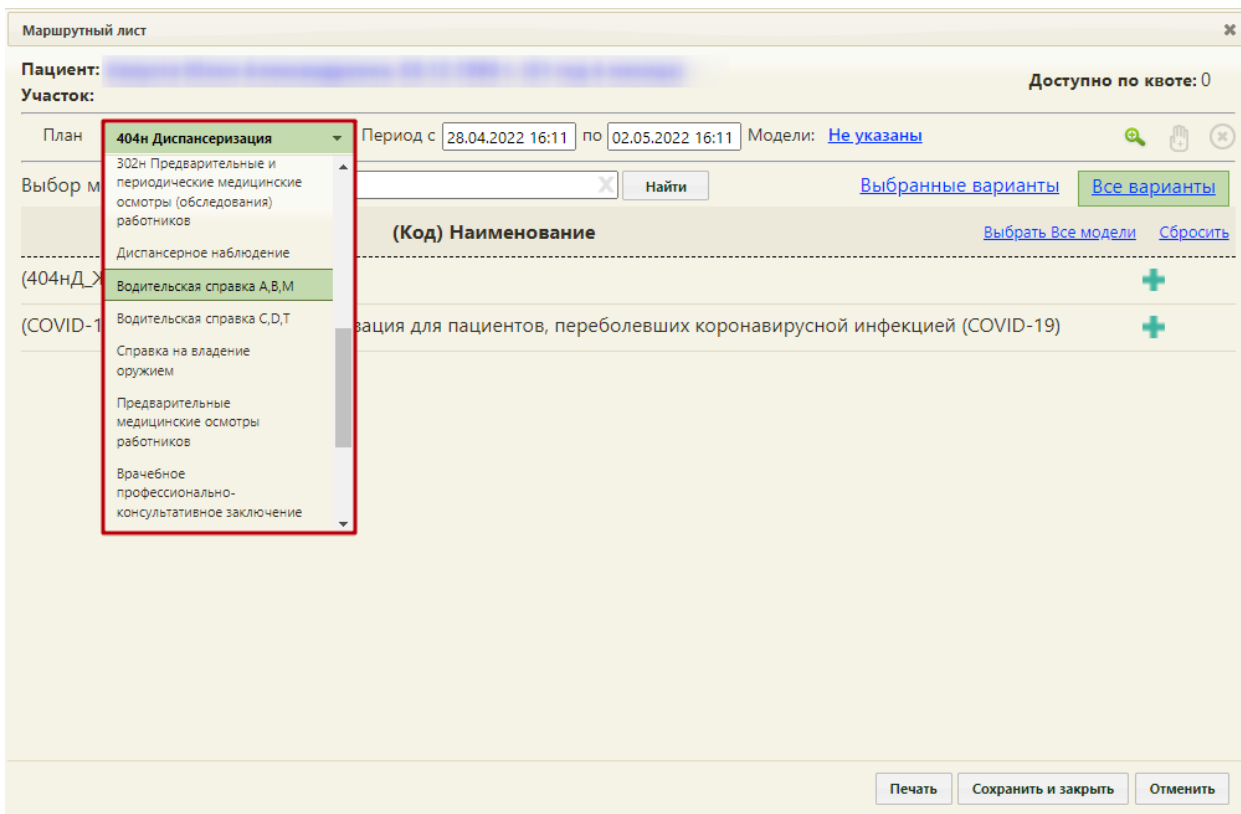 Маршрутный лист
Пациент:
Доступно по квоте: 0
Участок:
План 404н Диспансеризация Период с 28.04.2022 16:11 по 02.05.2022 16:11 Модели: Не указаны
302н Предварительные и
периодические медицинские
осмотры (обследования)
работников
Выбор м
Найти Выбранные варианты Все варианты
Диспансерное наблюдение
(Код) Наименование Выбрать Все модели Сбросить
(404нД_Ж
Водительская справка A,B,M
(COVID-1
Водительская справка C,D,T
зация для пациентов, переболевших коронавирусной инфекцией (COVID-19)
Справка на владение
оружием
Предварительные
медицинские осмотры
работников
Врачебное
профессионально-
консультативное заключение
Печать Сохранить и закрыть Отменить